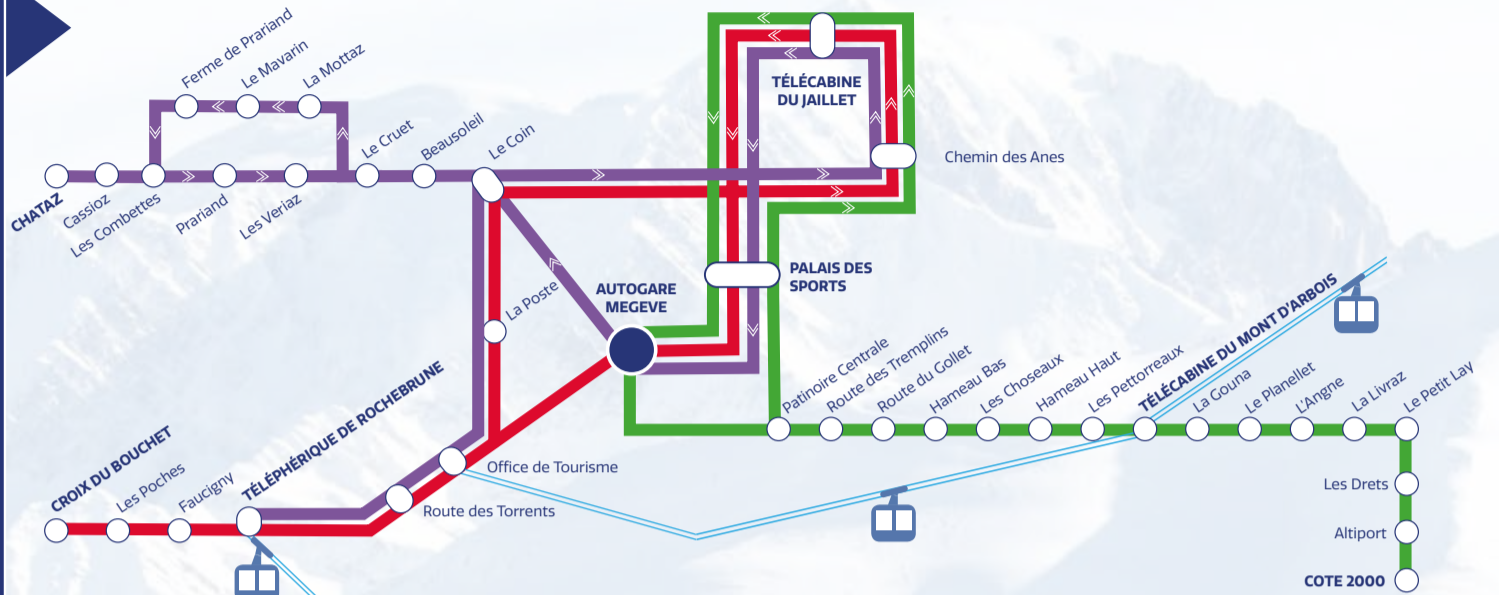 Ferme de Prariand
Le Mavarin
La Mottaz
TÉLÉCABINE
DU JAILLET
Le Cruet
Beausoleil
Le Coin
Chemin des Anes
CHATAZ
Cassioz
Les Combettes
Prariand
Les Veriaz
PALAIS DES
SPORTS
AUTOGARE
MEGEVE
La Poste
TÉLÉCABINE DU MONT D'ARBOIS
Patinoire Centrale
Route des Tremplins
Route du Gollet
Hameau Bas
Les Choseaux
Hameau Haut
Les Pettorreaux
La Gouna
Le Planellet
L'Angne
La Livraz
Le Petit Lay
CROIX DU BOUCHET
Les Poches
Faucigny
TÉLÉPHÉRIQUE DE ROCHEBRUNE
Office de Tourisme
Route des Torrents
Les Drets
Altiport
COTE 2000